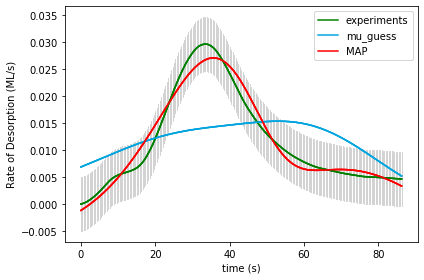 experiments
mu_guess
MAP
Rate of Desorption (ML/s)
0.035
0.030
0.025
0.020
0.015
0.010
0.005
0.000
−0.005
0 20 40 60 80
time (s)